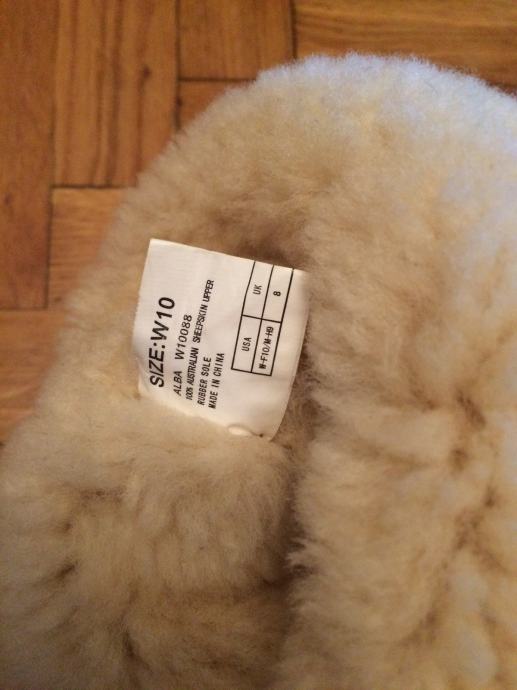 SIZE:W10
ALBA W10088
100% AUSTRALIAN SHEEPSKIN UPPER
RUBBER SOLE
MADE IN CHINA
USA UK
W-F10/M-H9 8